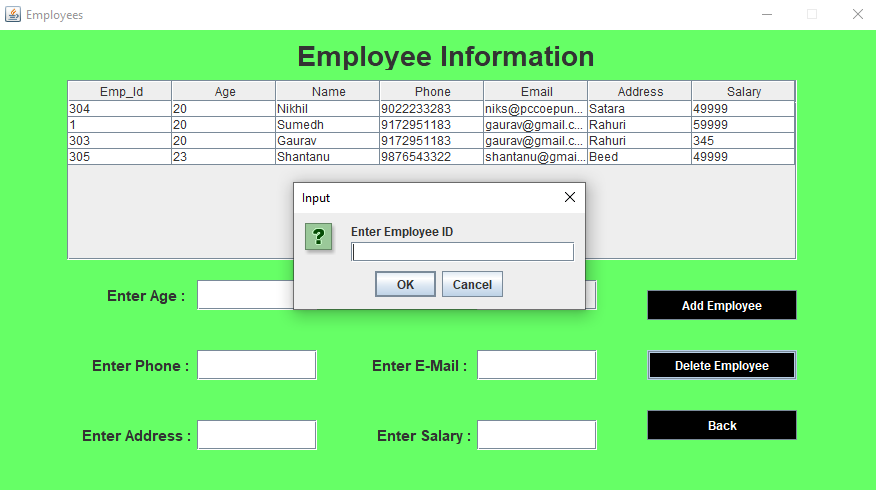 Employees
Employee Information
Emp_Id Age Name Phone Email Address Salary
304 20 Nikhil 9022233283 niks@pccoepun... Satara 49999
1 20 Sumedh 9172951183 gaurav@gmail.c... Rahuri 59999
303 20 Gaurav 9172951183 gaurav@gmail.c... Rahuri 345
305 23 Shantanu 9876543322 shantanu@gmai... Beed 49999
Input
?
Enter Employee ID
OK Cancel
Enter Age : Add Employee
Enter Phone : Enter E-Mail : Delete Employee
Enter Address : Enter Salary : Back